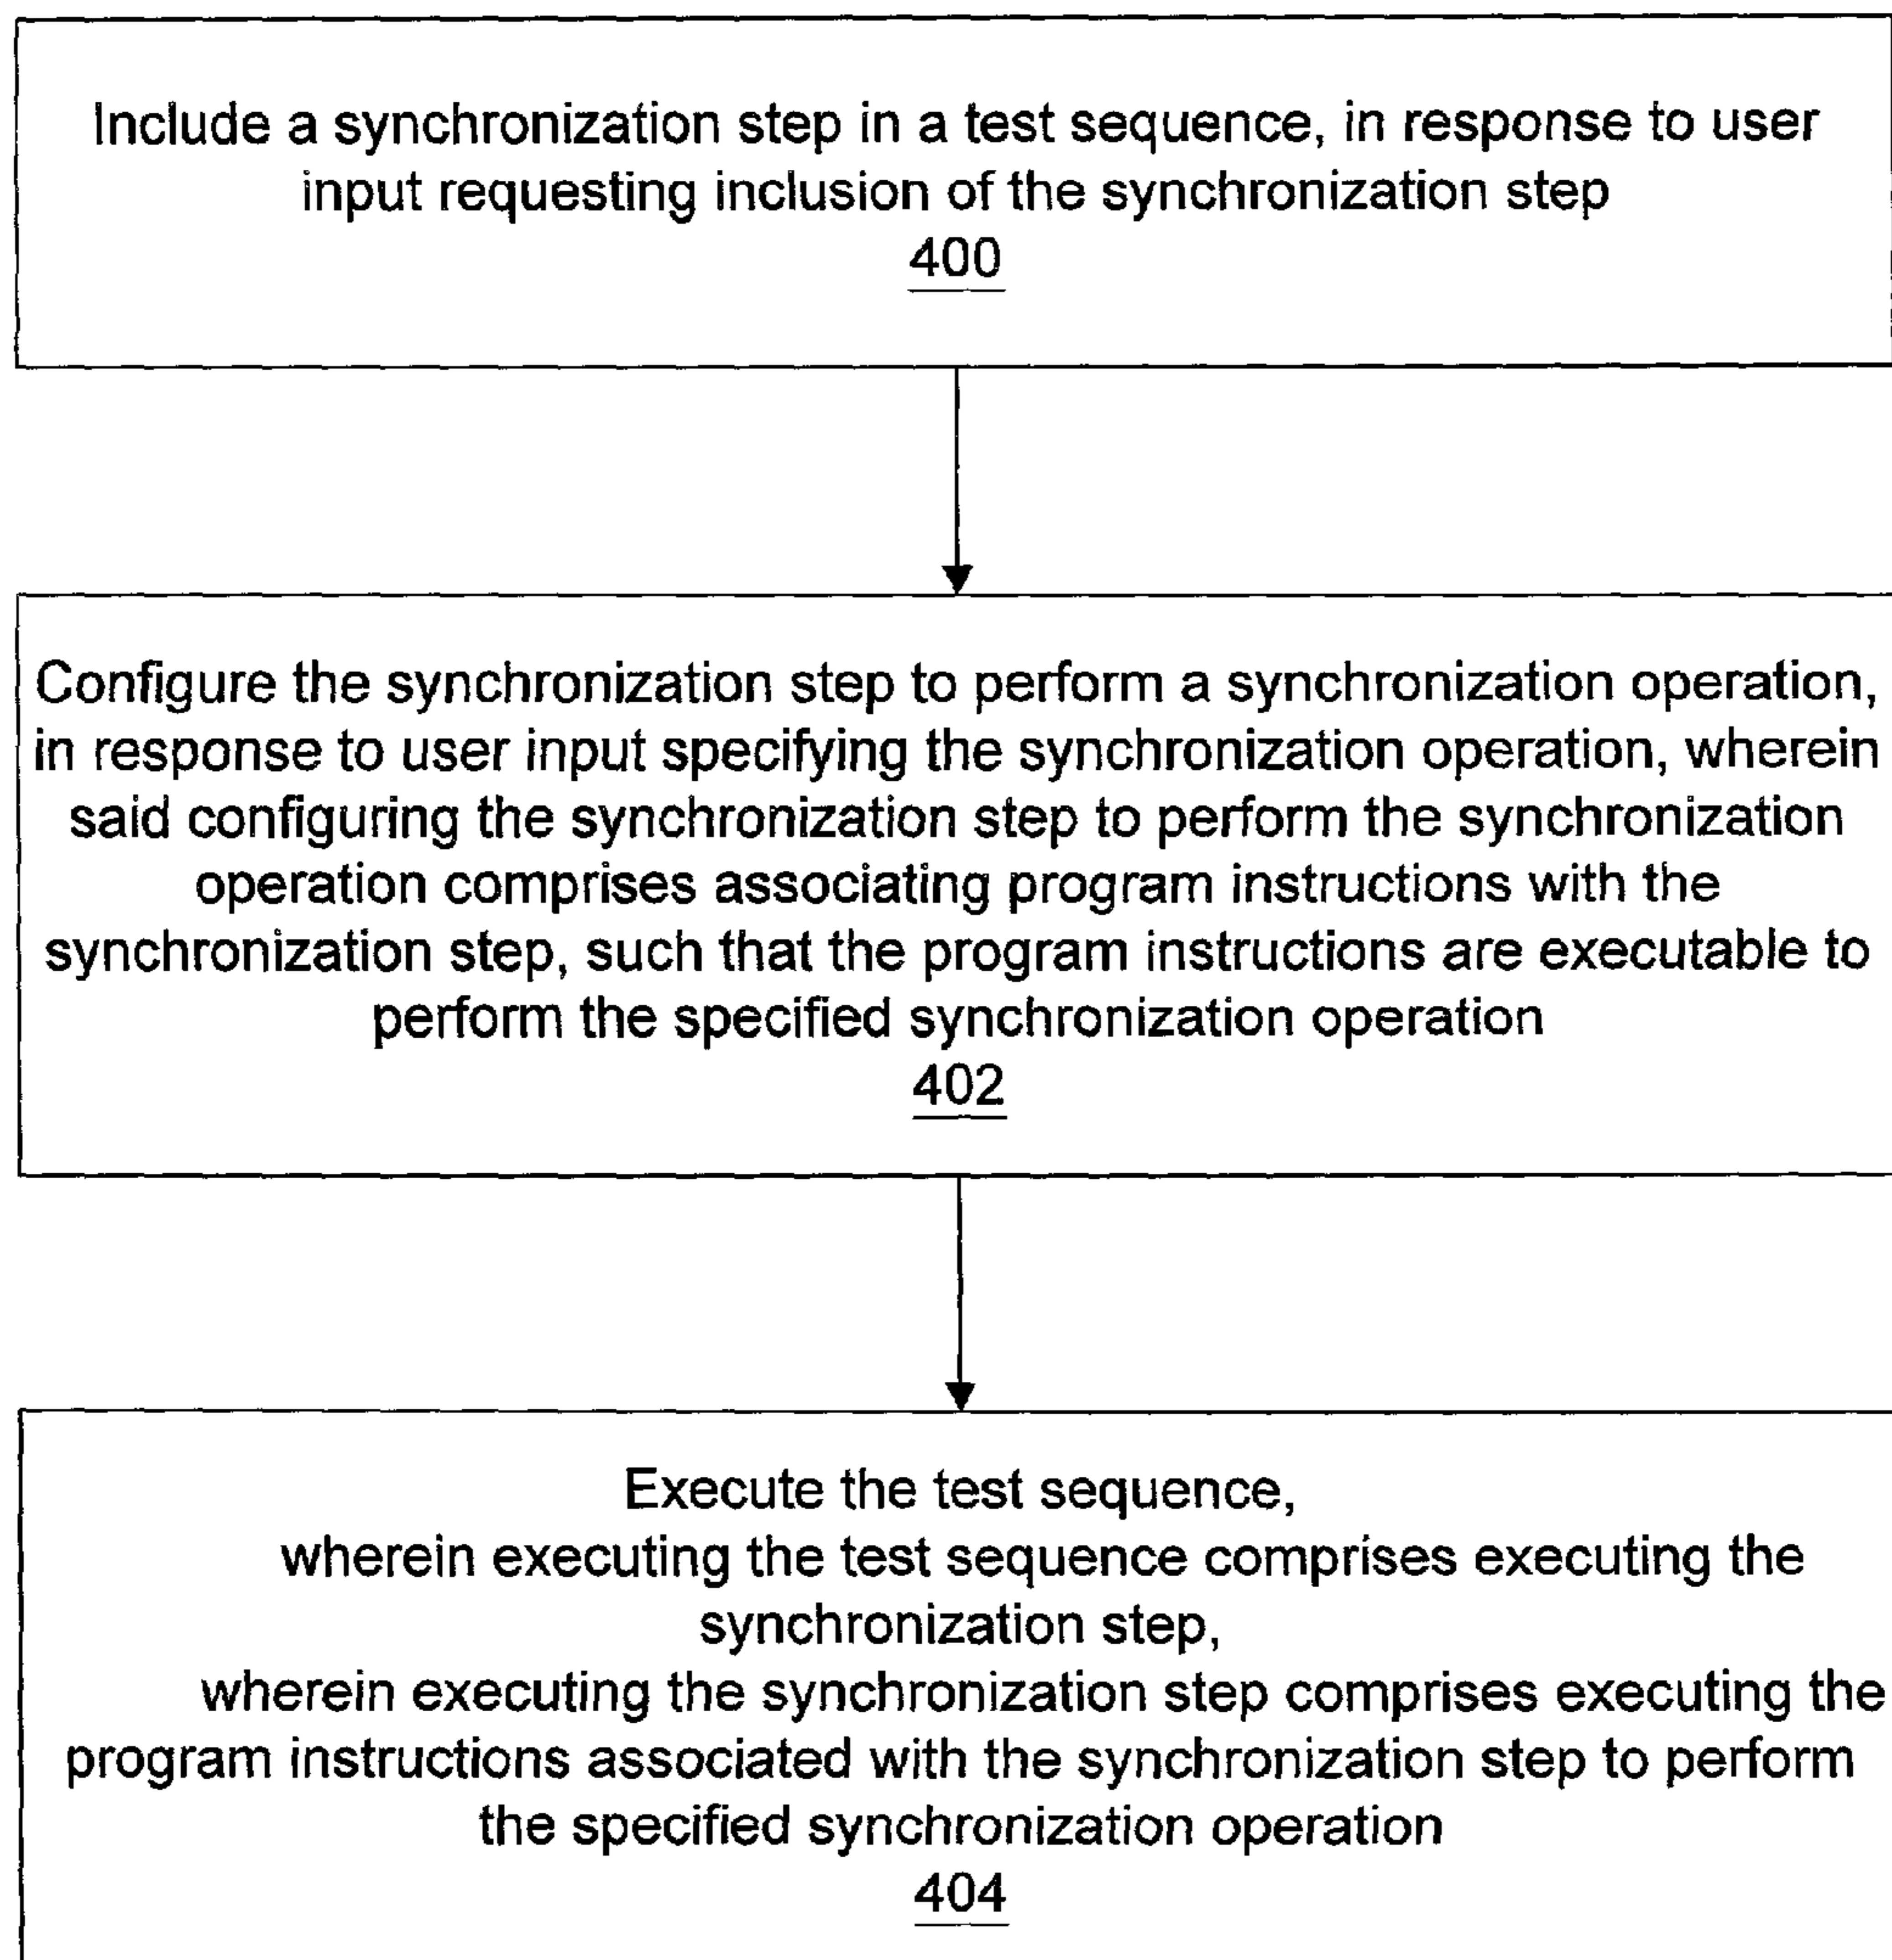 Include a synchronization step in a test sequence, in response to user
input requesting inclusion of the synchronization step
400
Configure the synchronization step to perform a synchronization operation,
in response to user input specifying the synchronization operation, wherein
said configuring the synchronization step to perform the synchronization
operation comprises associating program instructions with the
synchronization step, such that the program instructions are executable to
perform the specified synchronization operation
402
Execute the test sequence,
wherein executing the test sequence comprises executing the
synchronization step,
wherein executing the synchronization step comprises executing the
program instructions associated with the synchronization step to perform
the specified synchronization operation
404